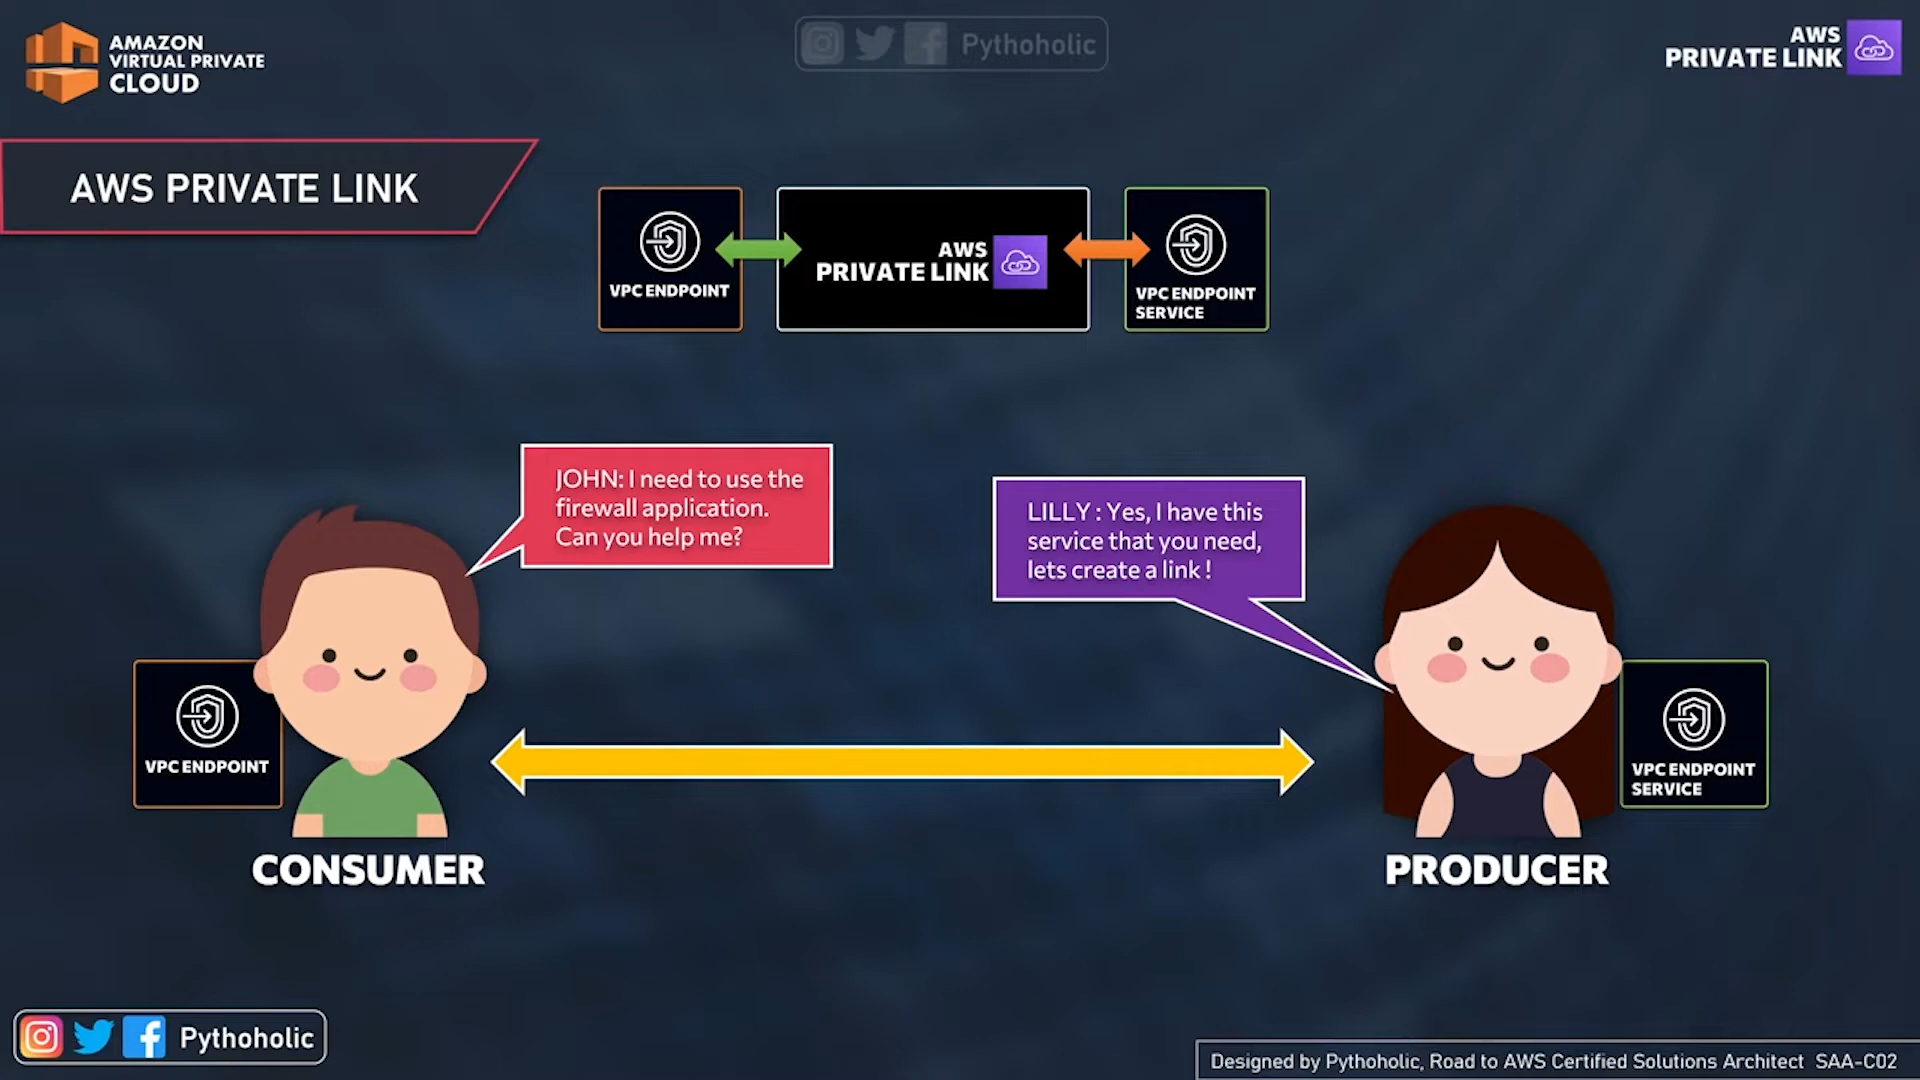 AMAZON
VIRTUAL PRIVATE
CLOUD
Pythoholic
AWS
PRIVATE LINK
AWS PRIVATE LINK
VPC ENDPOINT
AWS
PRIVATE LINK
VPC ENDPOINT
SERVICE
JOHN: I need to use the
firewall application.
Can you help me?
LILLY : Yes, I have this
service that you need,
lets create a link !
VPC ENDPOINT
VPC ENDPOINT
SERVICE
CONSUMER
PRODUCER
Pythoholic
Designed by Pythoholic, Road to AWS Certified Solutions Architect SAA-C02